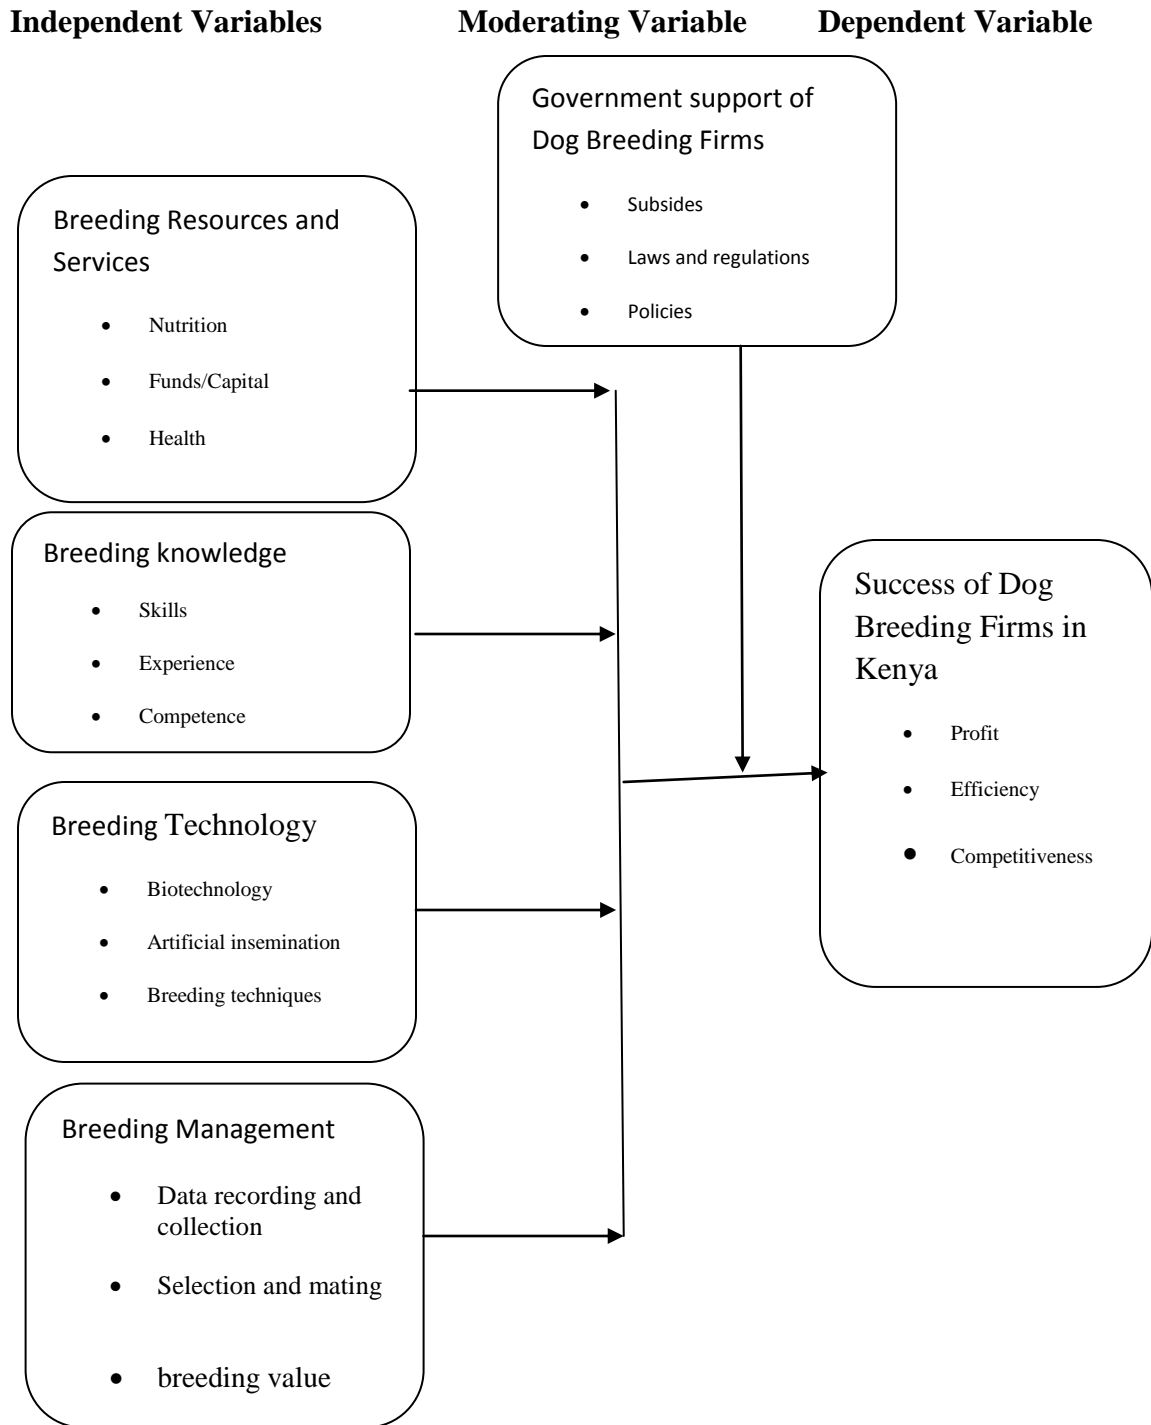 Independent Variables
Moderating Variable
Dependent Variable
Government support of
Dog Breeding Firms
• Subsides
• Laws and regulations
• Policies
Breeding Resources and
Services
• Nutrition
• Funds/Capital
• Health
Breeding knowledge
• Skills
• Experience
• Competence
Breeding Technology
• Biotechnology
• Artificial insemination
• Breeding techniques
Breeding Management
• Data recording and
collection
• Selection and mating
• breeding value
Success of Dog
Breeding Firms in
Kenya
• Profit
• Efficiency
• Competitiveness